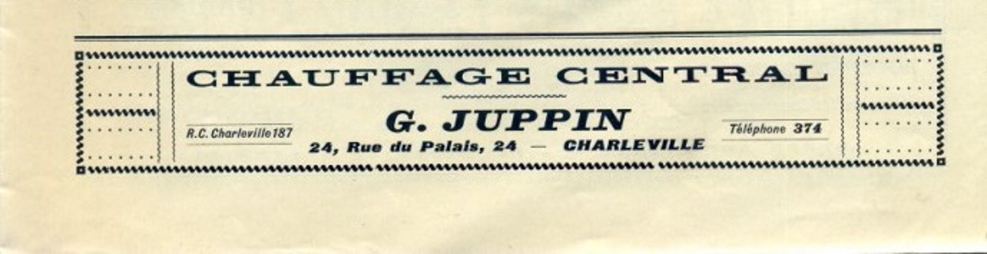 CHAUFFAGE CENTRAL
G. JUPPIN
R.C. Charleville 187
Téléphone 374
24, Rue du Palais, 24 — CHARLEVILLE